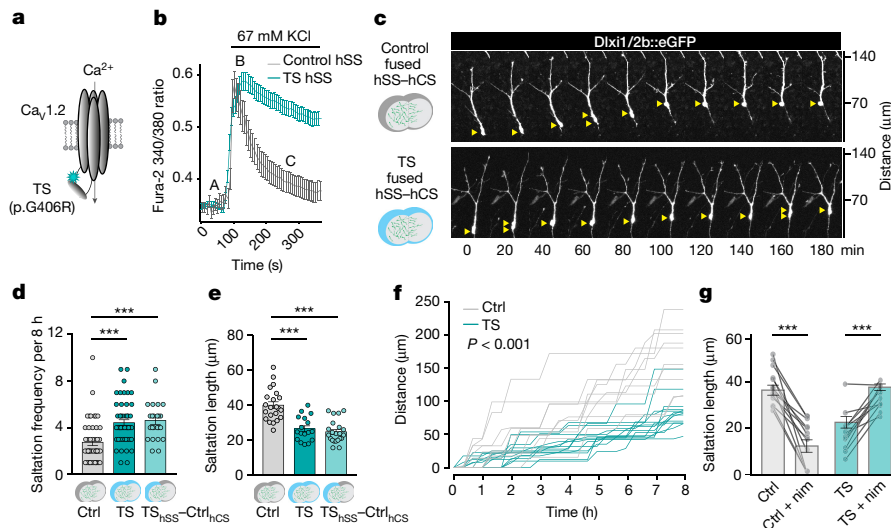 a
Ca2+
CaV1.2
TS
(p.G406R)
b
67 mM KCl
Control hSS
TS hSS
Fura-2 340/380 ratio
0.6
0.5
0.4
A
B
C
0
100
200
300
Time (s)
c
Dlxi1/2b::eGFP
Control
fused
hSS–hCS
TS
fused
hSS–hCS
140
70
140
70
Distance (μm)
0 20 40 60 80 100 120 140 160 180 min
d
Saltation frequency per 8 h
12
9
6
3
0
***
***
Ctrl TS TShSS–CtrlhCS
e
Saltation length (μm)
80
60
40
20
0
***
***
Ctrl TS TShSS–CtrlhCS
f
Distance (μm)
250
200
150
100
50
0
Ctrl
TS
P < 0.001
0 1 2 3 4 5 6 7 8
Time (h)
g
Saltation length (μm)
60
40
20
0
***
***
Ctrl
Ctrl + nim
TS
TS + nim